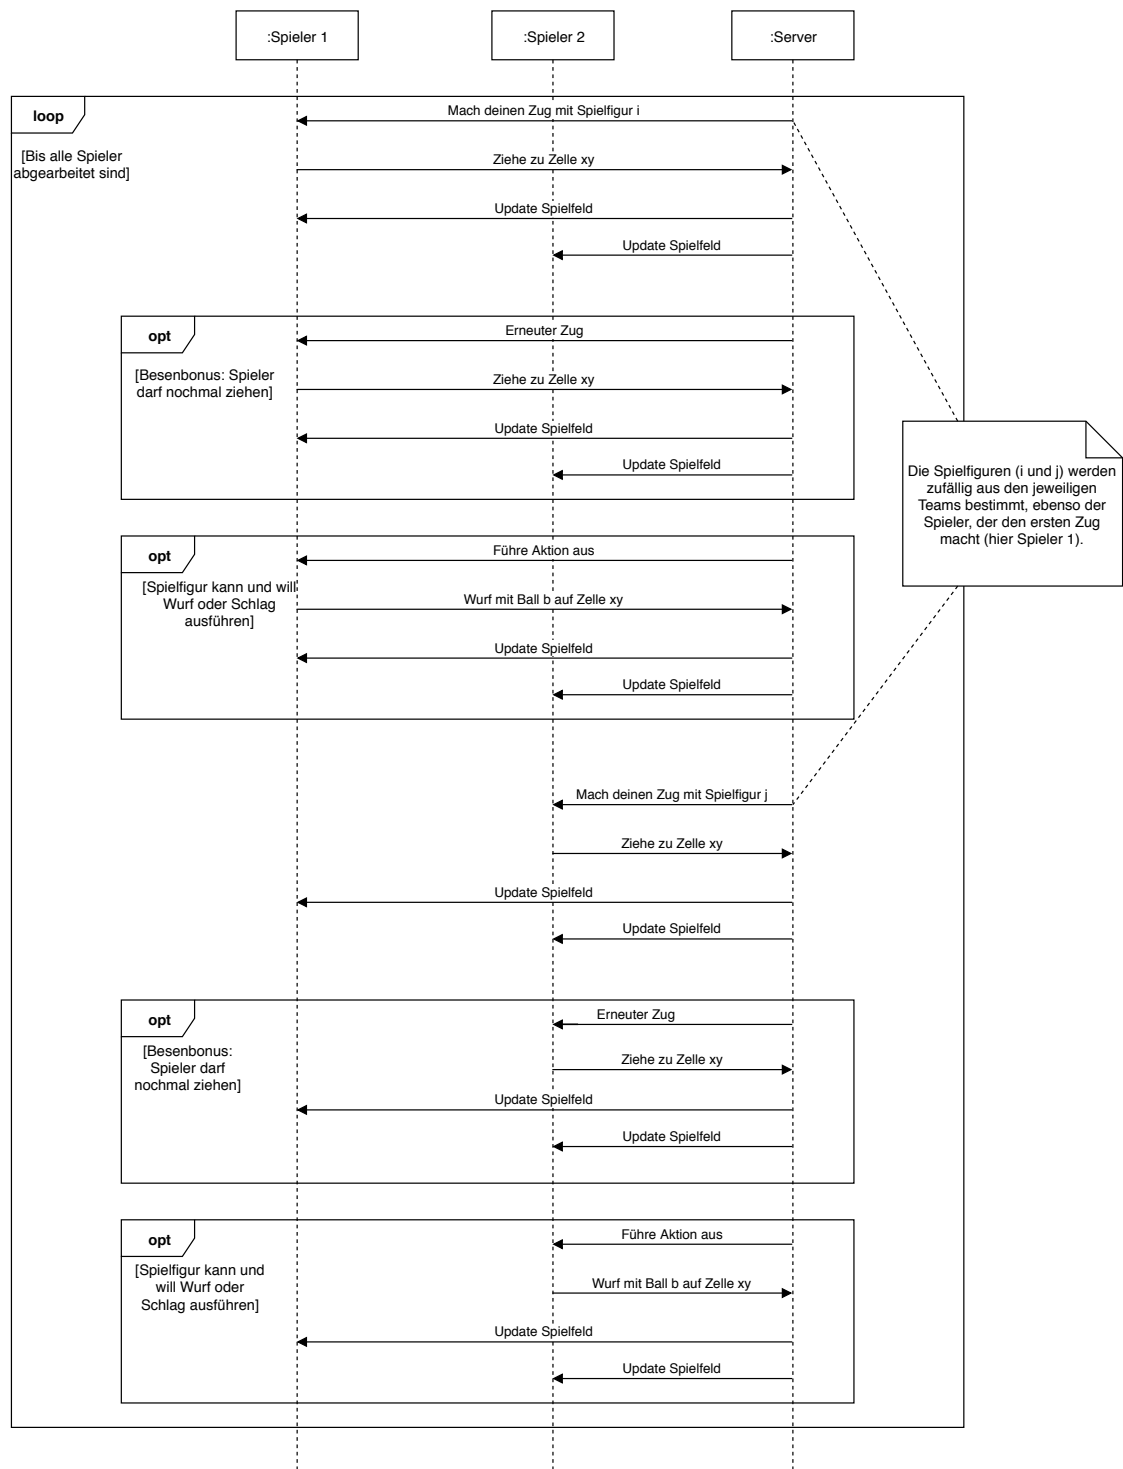 :Spieler 1
:Spieler 2
:Server
loop
[Bis alle Spieler
abgearbeitet sind]
Mach deinen Zug mit Spielfigur i
Ziehe zu Zelle xy
Update Spielfeld
Update Spielfeld
opt
[Besenbonus: Spieler
darf nochmal ziehen]
Erneuter Zug
Ziehe zu Zelle xy
Update Spielfeld
Update Spielfeld
Die Spielfiguren (i und j) werden
zufällig aus den jeweiligen
Teams bestimmt, ebenso der
Spieler, der den ersten Zug
macht (hier Spieler 1).
opt
[Spielfigur kann und will
Wurf oder Schlag
ausführen]
Führe Aktion aus
Wurf mit Ball b auf Zelle xy
Update Spielfeld
Update Spielfeld
Mach deinen Zug mit Spielfigur j
Ziehe zu Zelle xy
Update Spielfeld
Update Spielfeld
opt
[Besenbonus:
Spieler darf
nochmal ziehen]
Erneuter Zug
Ziehe zu Zelle xy
Update Spielfeld
Update Spielfeld
opt
[Spielfigur kann und
will Wurf oder
Schlag ausführen]
Führe Aktion aus
Wurf mit Ball b auf Zelle xy
Update Spielfeld
Update Spielfeld